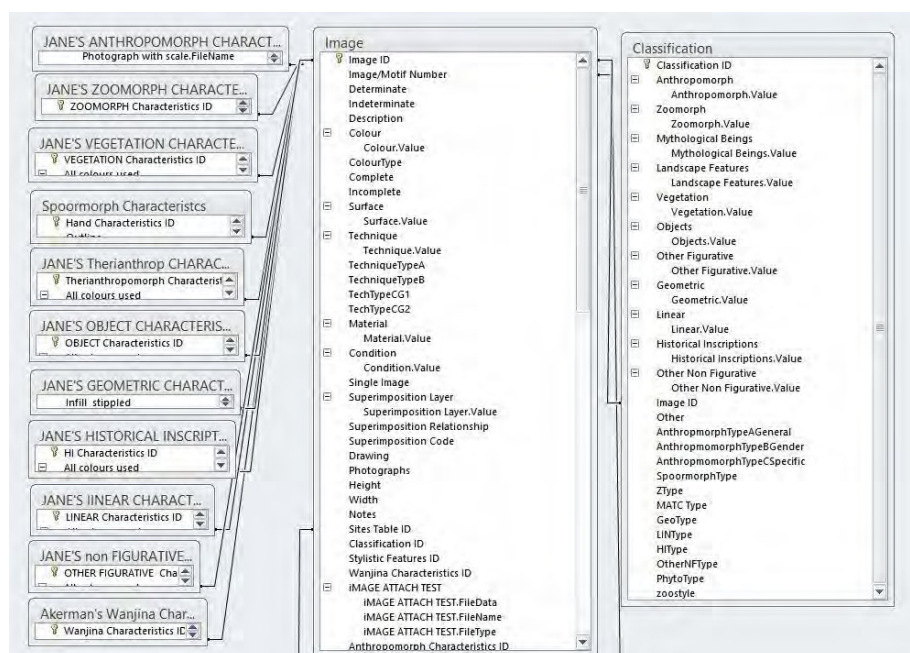 JANE'S ANTHROPOMORPH CHARACT...
Photograph with scale.FileName
JANE'S ZOOMORPH CHARACTE...
ZOOMORPH Characteristics ID
JANE'S VEGETATION CHARACTE...
VEGETATION Characteristics ID
All colours used
Spoormorph Characteristcs
Hand Characteristics ID
Outline
JANE'S Therianthrop CHARAC...
Therianthropomorph Characterist
All colours used
JANE'S OBJECT CHARACTERIS...
OBJECT Characteristics ID
JANE'S GEOMETRIC CHARACT...
Infill stippled
JANE'S HISTORICAL INSCRIPT...
HI Characteristics ID
All colours used
JANE'S lINEAR CHARACT...
LINEAR Characteristics ID
JANE'S non FIGURATIVE...
OTHER FIGURATIVE Cha
Akerman's Wanjina Char...
Wanjina Characteristics ID
Image
Image ID
Image/Motif Number
Determinate
Indeterminate
Description
Colour
Colour.Value
ColourType
Complete
Incomplete
Surface
Surface.Value
Technique
Technique.Value
TechniqueTypeA
TechniqueTypeB
TechTypeCG1
TechTypeCG2
Material
Material.Value
Condition
Condition.Value
Single Image
Superimposition Layer
Superimposition Layer.Value
Superimposition Relationship
Superimposition Code
Drawing
Photographs
Height
Width
Notes
Sites Table ID
Classification ID
Stylistic Features ID
Wanjina Characteristics ID
iMAGE ATTACH TEST
iMAGE ATTACH TEST.FileData
iMAGE ATTACH TEST.FileName
iMAGE ATTACH TEST.FileType
Anthropomorph Characteristics ID
Classification
Classification ID
Anthropomorph
Anthropomorph.Value
Zoomorph
Zoomorph.Value
Mythological Beings
Mythological Beings.Value
Landscape Features
Landscape Features.Value
Vegetation
Vegetation.Value
Objects
Objects.Value
Other Figurative
Other Figurative.Value
Geometric
Geometric.Value
Linear
Linear.Value
Historical Inscriptions
Historical Inscriptions.Value
Other Non Figurative
Other Non Figurative.Value
Image ID
Other
AnthropmorphTypeAGeneral
AnthropmomorphTypeBGender
AnthropmomorphTypeCSpecific
SpoormorphType
ZType
MATC Type
GeoType
LINType
HIType
OtherNFType
PhytoType
zoostyle